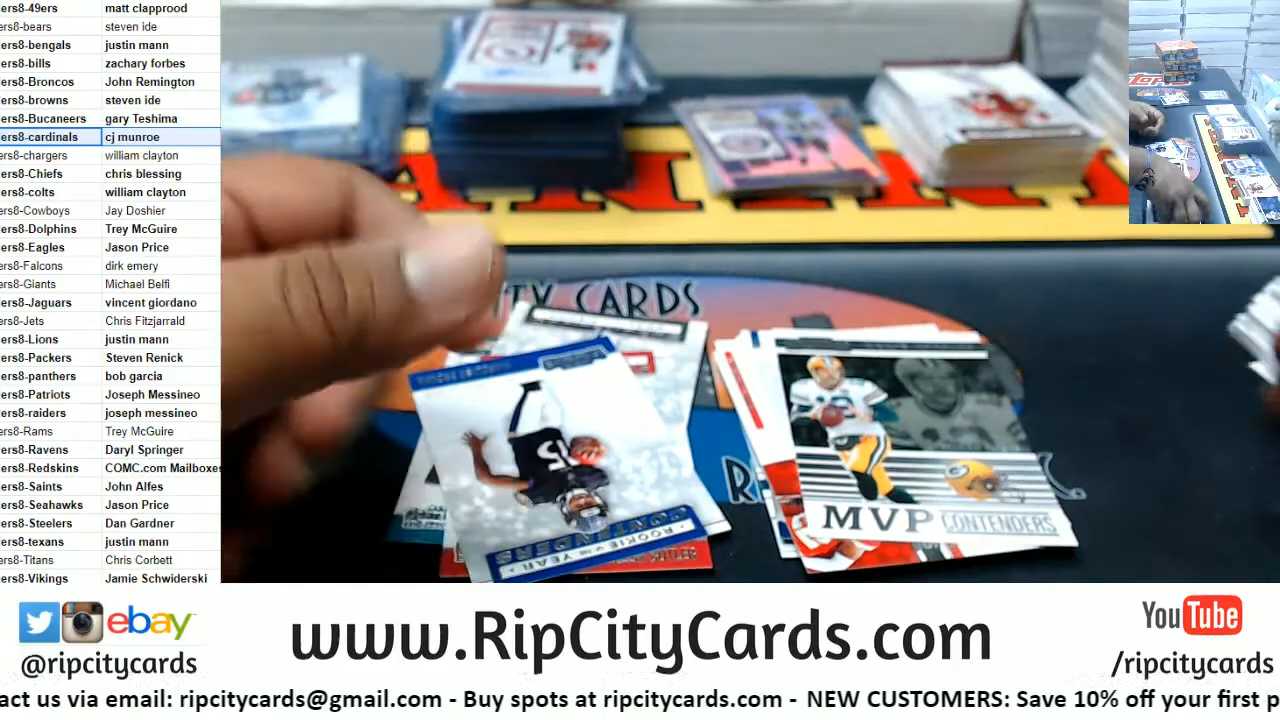 ers8-49ers matt clapprood
ers8-bears steven ide
ers8-bengals justin mann
ers8-bills zachary forbes
ers8-Broncos John Remington
ers8-browns steven ide
ers8-Bucaneers gary Teshima
ers8-cardinals cj munroe
ers8-chargers william clayton
ers8-Chiefs chris blessing
ers8-colts william clayton
ers8-Cowboys Jay Doshier
ers8-Dolphins Trey McGuire
ers8-Eagles Jason Price
ers8-Falcons dirk emery
ers8-Giants Michael Belfi
ers8-Jaguars vincent giordano
ers8-Jets Chris Fitzjarrald
ers8-Lions justin mann
ers8-Packers Steven Renick
ers8-panthers bob garcia
ers8-Patriots Joseph Messineo
ers8-raiders joseph messineo
ers8-Rams Trey McGuire
ers8-Ravens Daryl Springer
ers8-Redskins COMC.com Mailboxes
ers8-Saints John Alfes
ers8-Seahawks Jason Price
ers8-Steelers Dan Gardner
ers8-texans justin mann
ers8-Titans Chris Corbett
ers8-Vikings Jamie Schwiderski
CITY CARDS
MVP CONTENDERS
ROOKIE OF THE YEAR
CONTENDERS
ebay
@ripcitycards
www.RipCityCards.com
YouTube
/ripcitycards
act us via email: ripcitycards@gmail.com - Buy spots at ripcitycards.com - NEW CUSTOMERS: Save 10% off your first p